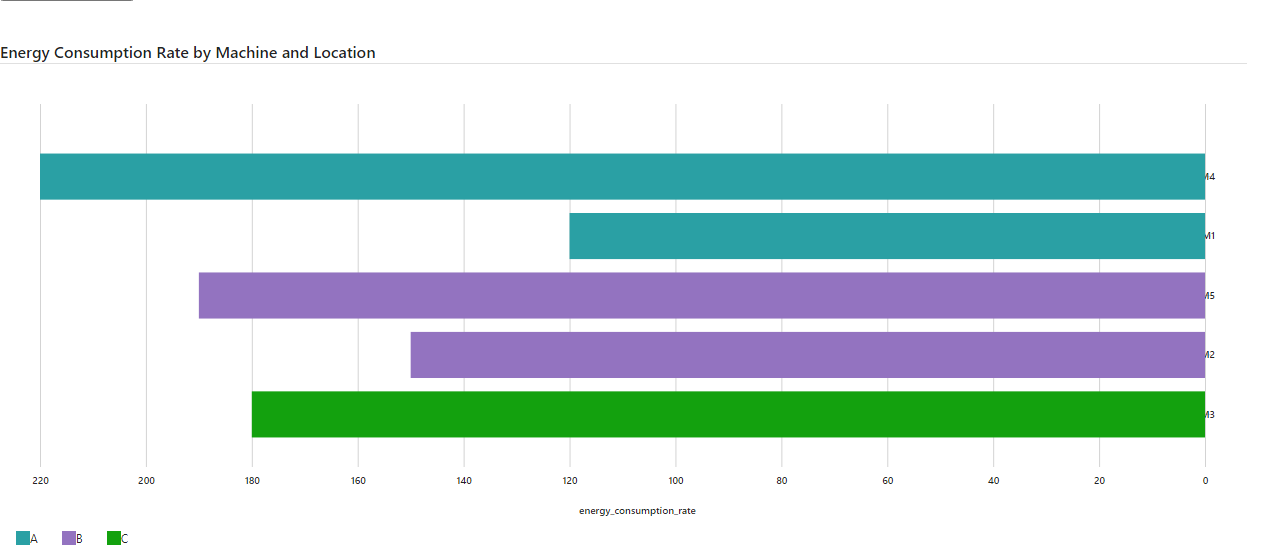 Energy Consumption Rate by Machine and Location
M4
M1
M5
M2
M3
220 200 180 160 140 120 100 80 60 40 20 0
energy_consumption_rate
A B C